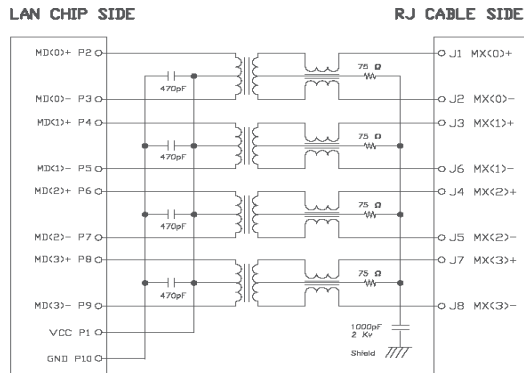 LAN CHIP SIDE RJ CABLE SIDE
MD(0)+ P2 J1 MX(0)+
75 Ω
470pF
MD(0)- P3 J2 MX(0)-
MD(1)+ P4 J3 MX(1)+
75 Ω
470pF
MD(1)- P5 J6 MX(1)-
MD(2)+ P6 J4 MX(2)+
75 Ω
470pF
MD(2)- P7 J5 MX(2)-
MD(3)+ P8 J7 MX(3)+
75 Ω
470pF
MD(3)- P9 J8 MX(3)-
VCC P1
1000pF
2 Kv
GND P10
Shield